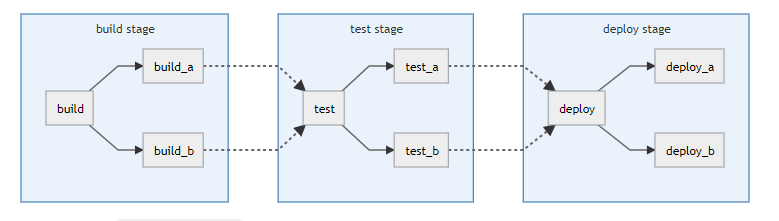 build stage
test stage
deploy stage
build
build_a
build_b
test
test_a
test_b
deploy
deploy_a
deploy_b